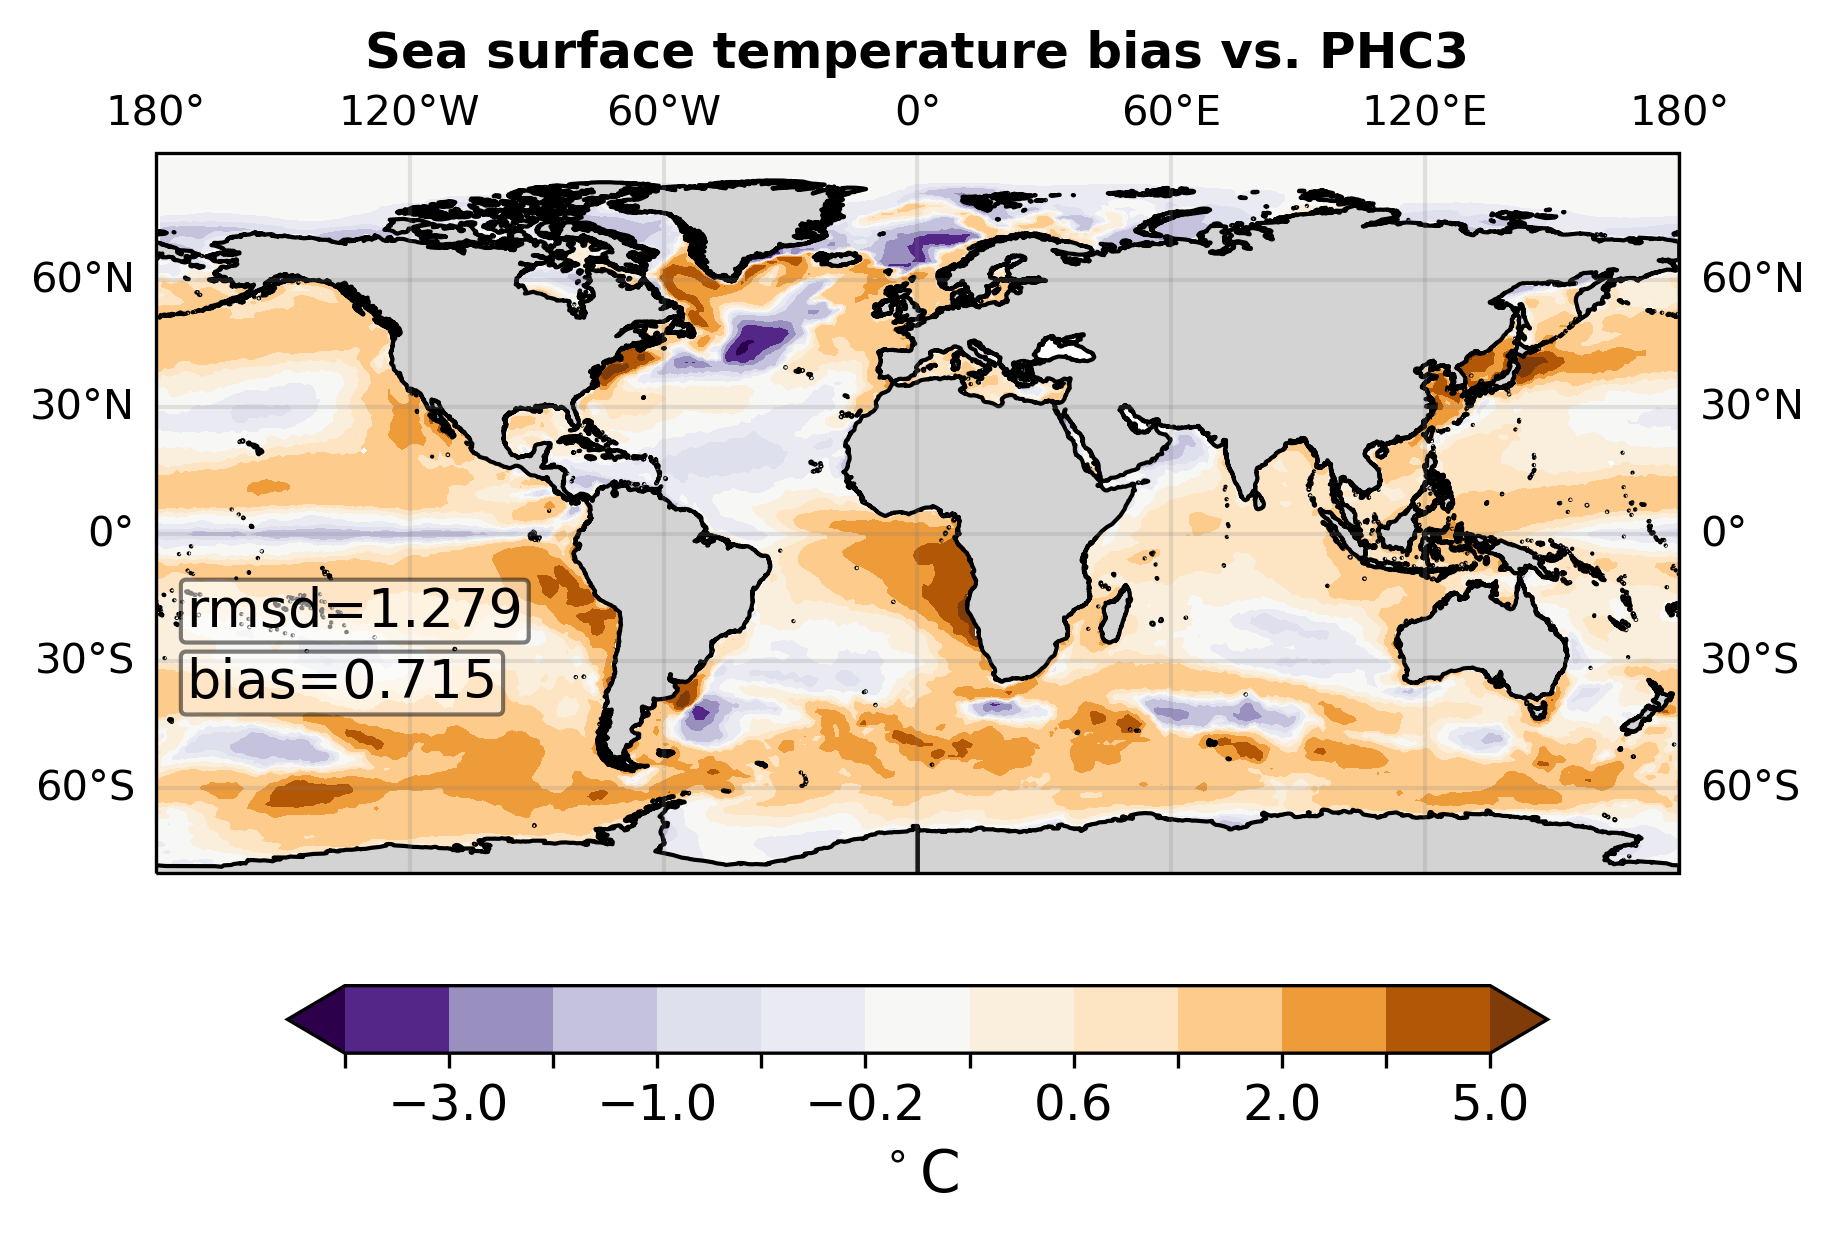 Sea surface temperature bias vs. PHC3
180° 120°W 60°W 0° 60°E 120°E 180°
60°N 60°N
30°N 30°N
0° 0°
rmsd=1.279
30°S 30°S
bias=0.715
60°S 60°S
−3.0 −1.0 −0.2 0.6 2.0 5.0
°C